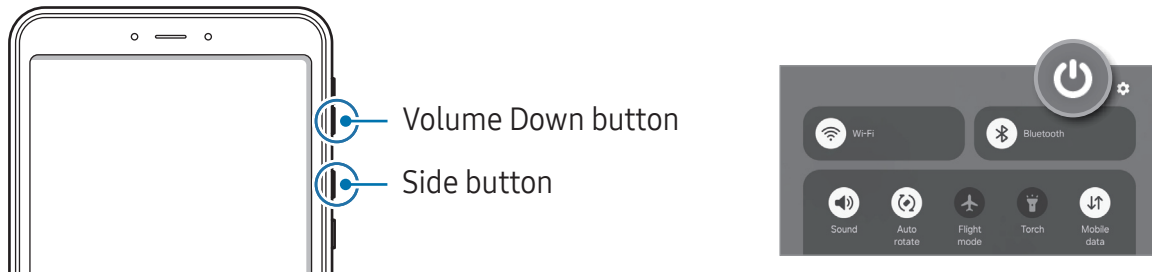 Volume Down button
Side button
Wi-Fi
Bluetooth
Sound
Auto
rotate
Flight
mode
Torch
Mobile
data